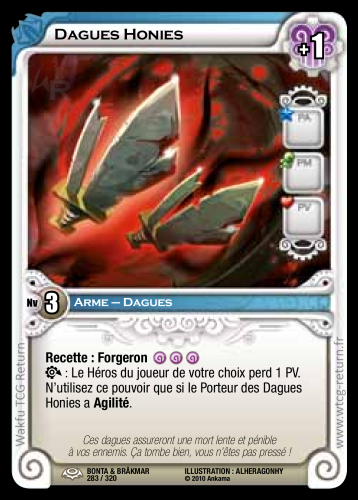 Dagues Honies
+1
PA
PM
PV
Nv 3 Arme – Dagues
Recette : Forgeron
: Le Héros du joueur de votre choix perd 1 PV.
N'utilisez ce pouvoir que si le Porteur des Dagues
Honies a Agilité.
Ces dagues assureront une mort lente et pénible
à vos ennemis. Ça tombe bien, vous n'êtes pas pressé !
BONTA & BRÂKMAR
283 / 320
ILLUSTRATION : ALHERAGONHY
© 2010 Ankama
Wakfu TCG Return
www.wtcg-return.fr